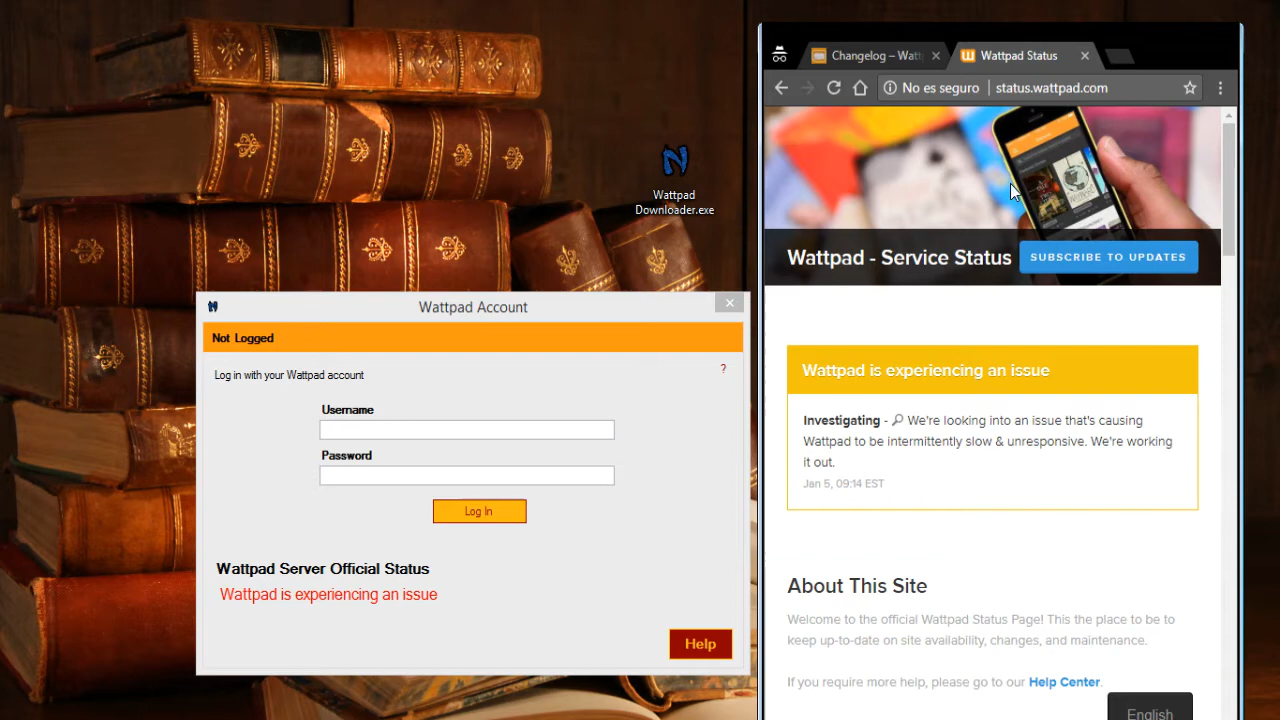 Wattpad
Downloader.exe
Wattpad Account
Not Logged
Log in with your Wattpad account
?
Username
Password
Log In
Wattpad Server Official Status
Wattpad is experiencing an issue
Help
Changelog – Watt
Wattpad Status
No es seguro
status.wattpad.com
Wattpad - Service Status
SUBSCRIBE TO UPDATES
Wattpad is experiencing an issue
Investigating - We're looking into an issue that's causing
Wattpad to be intermittently slow & unresponsive. We're working
it out.
Jan 5, 09:14 EST
About This Site
Welcome to the official Wattpad Status Page! This the place to be to
keep up-to-date on site availability, changes, and maintenance.
If you require more help, please go to our Help Center.
English